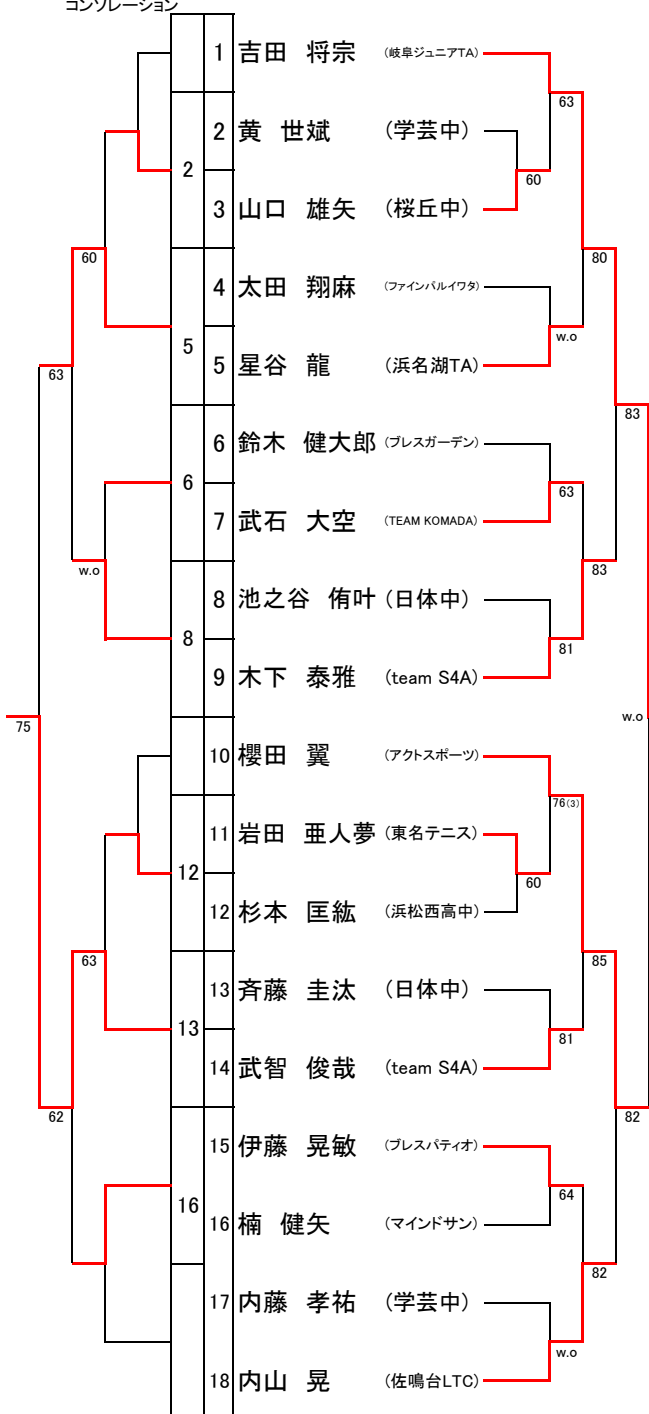 コンソレーション
1 吉田 将宗 (岐阜ジュニアTA)
63
2 黄 世斌 (学芸中)
2
60
3 山口 雄矢 (桜丘中)
60
80
4 太田 翔麻 (ファインバルイワタ)
w.o
5
5 星谷 龍 (浜名湖TA)
63
83
6 鈴木 健大郎 (ブレスガーデン)
6
63
7 武石 大空 (TEAM KOMADA)
w.o
83
8 池之谷 侑叶 (日体中)
8
81
9 木下 泰雅 (team S4A)
75
w.o
10 櫻田 翼 (アクトスポーツ)
76(3)
11 岩田 亜人夢 (東名テニス)
12
60
12 杉本 匡紘 (浜松西高中)
63
85
13 斉藤 圭汰 (日体中)
13
81
14 武智 俊哉 (team S4A)
62
82
15 伊藤 晃敏 (ブレスパティオ)
16
64
16 楠 健矢 (マインドサン)
82
17 内藤 孝祐 (学芸中)
w.o
18 内山 晃 (佐鳴台LTC)